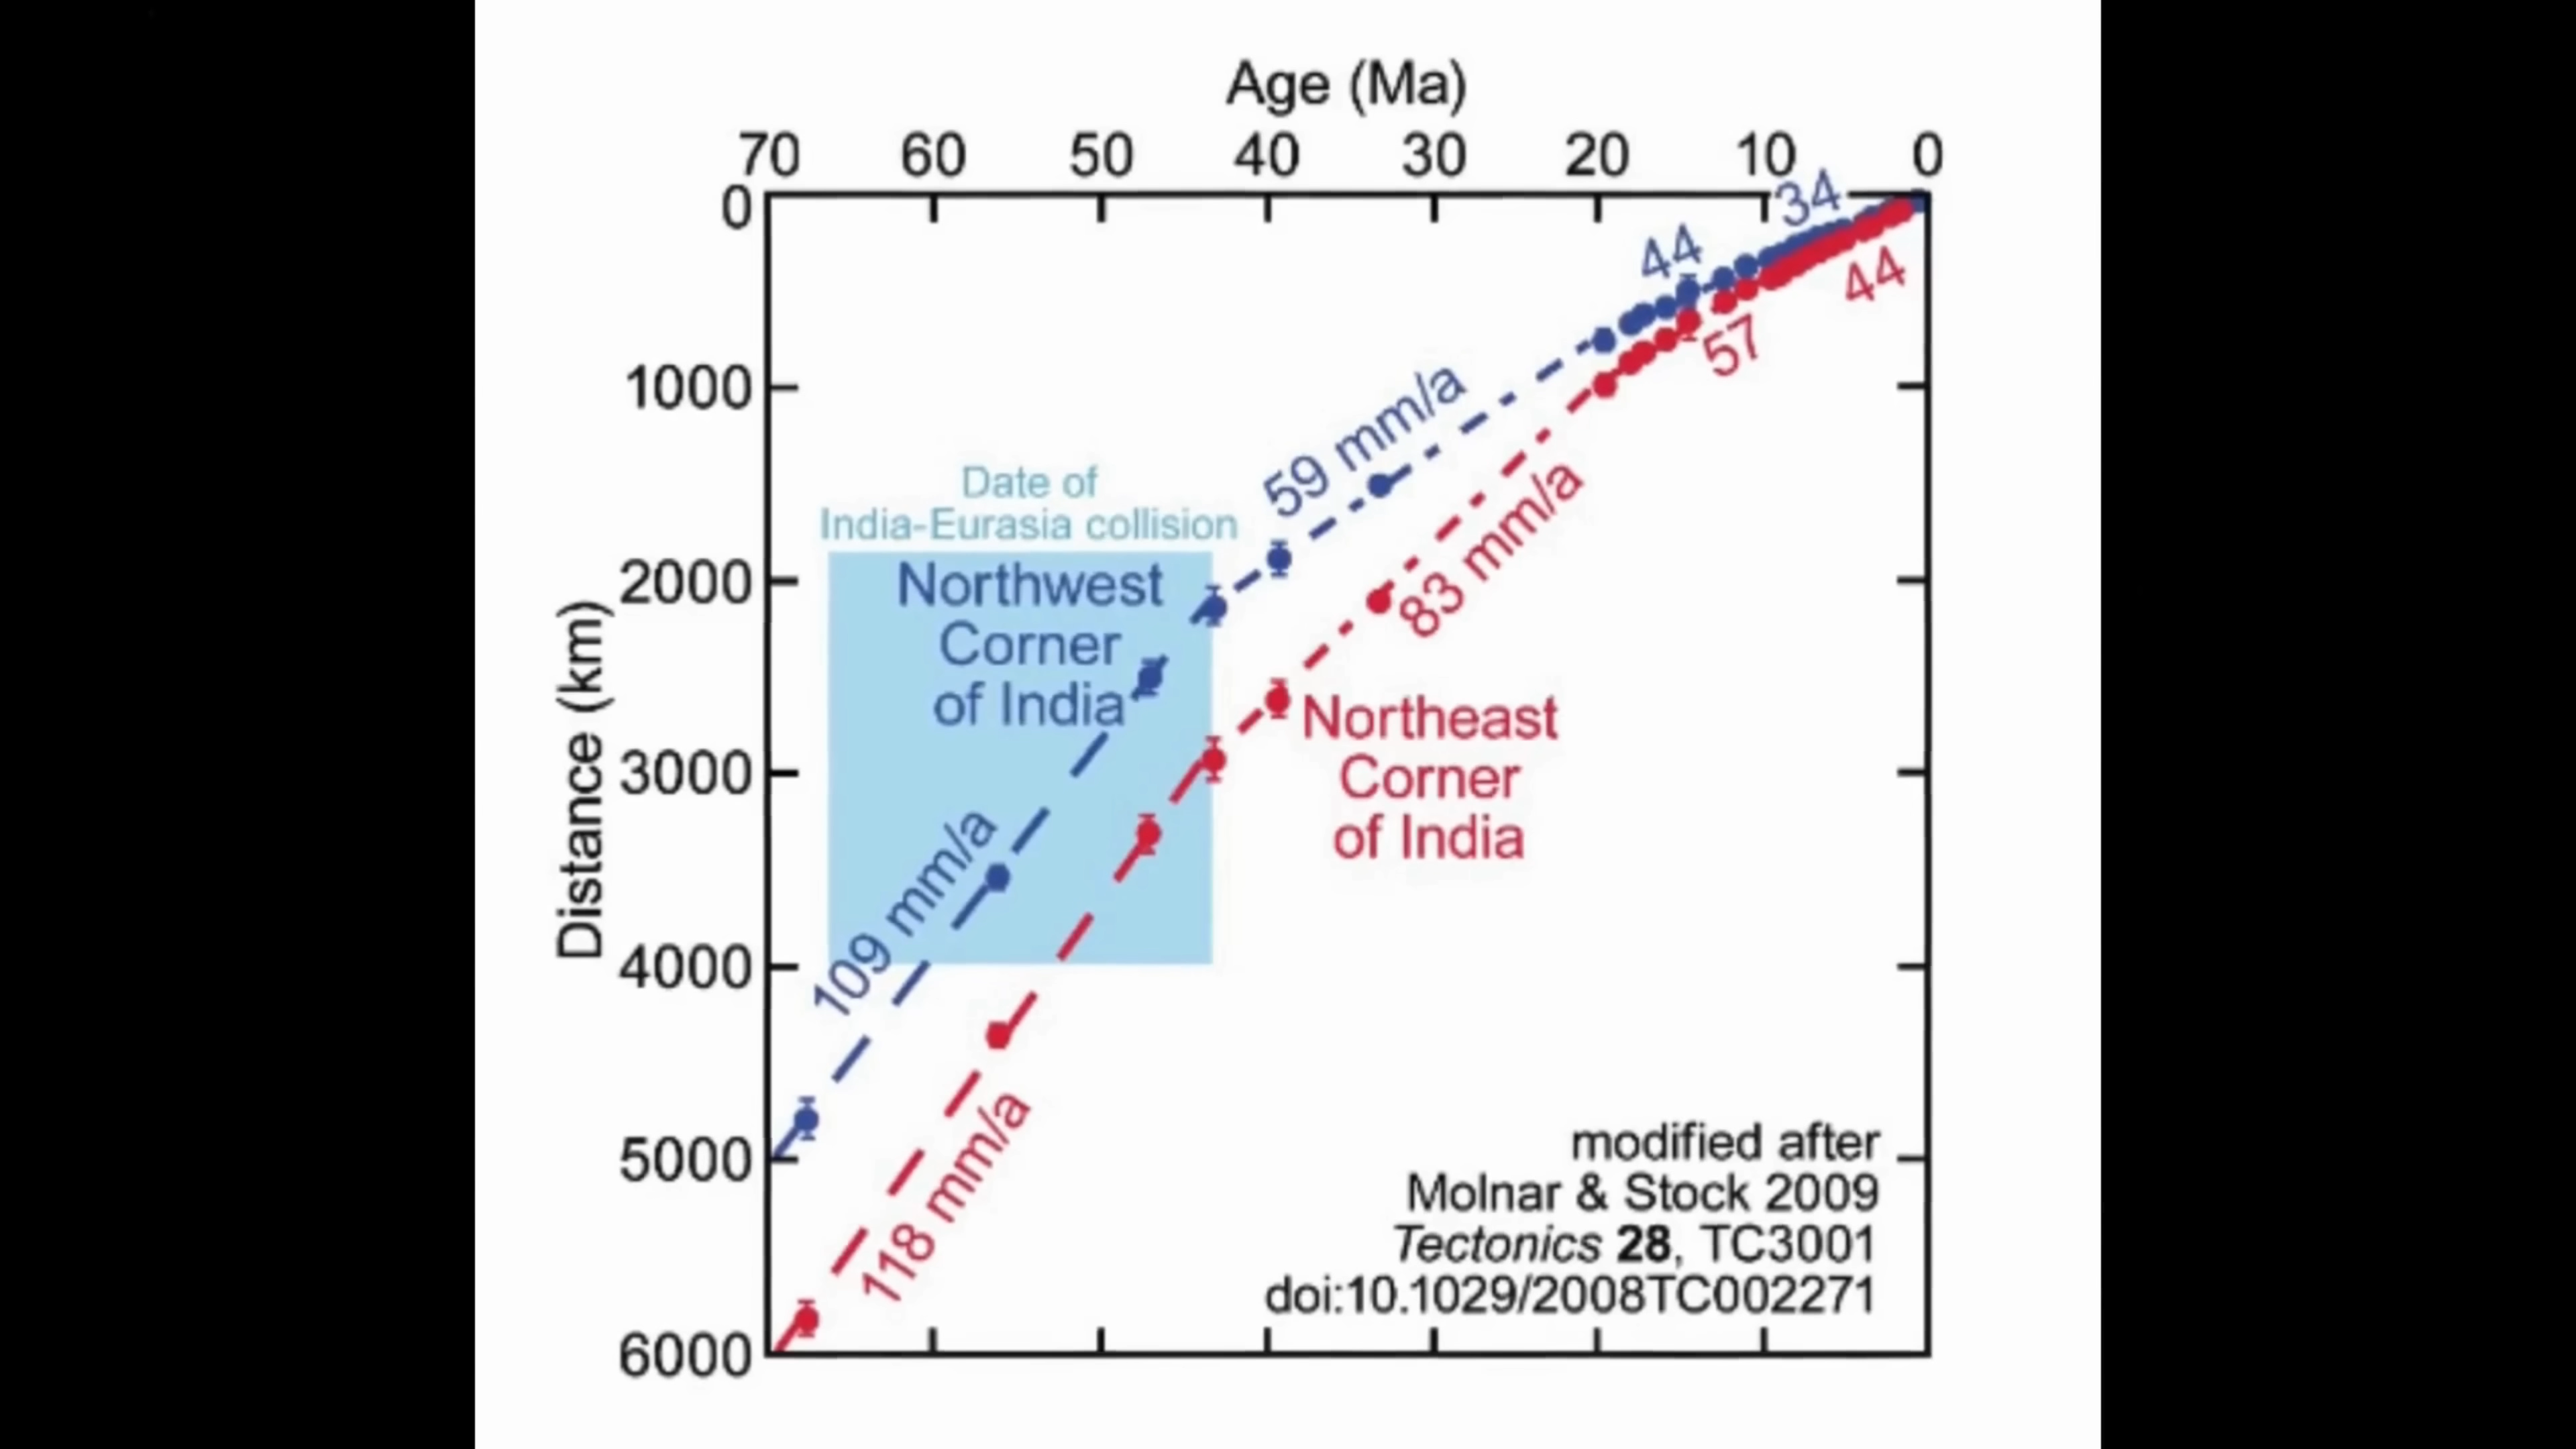 Age (Ma)
70 60 50 40 30 20 10 0
0
1000
2000
3000
4000
5000
6000
Distance (km)
34
44
44
57
59 mm/a
83 mm/a
Date of
India-Eurasia collision
Northwest
Corner
of India
Northeast
Corner
of India
109 mm/a
118 mm/a
modified after
Molnar & Stock 2009
Tectonics 28, TC3001
doi:10.1029/2008TC002271